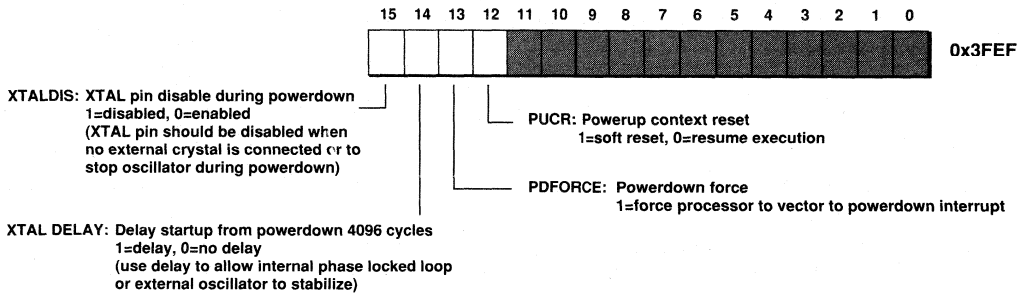 15 14 13 12 11 10 9 8 7 6 5 4 3 2 1 0
0x3FEF
XTALDIS: XTAL pin disable during powerdown
1=disabled, 0=enabled
(XTAL pin should be disabled when
no external crystal is connected or to
stop oscillator during powerdown)
PUCR: Powerup context reset
1=soft reset, 0=resume execution
PDFORCE: Powerdown force
1=force processor to vector to powerdown interrupt
XTAL DELAY: Delay startup from powerdown 4096 cycles
1=delay, 0=no delay
(use delay to allow internal phase locked loop
or external oscillator to stabilize)